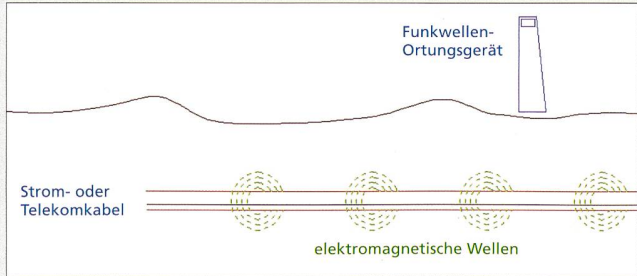 Funkwellen-
Ortungsgerät
Strom- oder
Telekomkabel
elektromagnetische Wellen